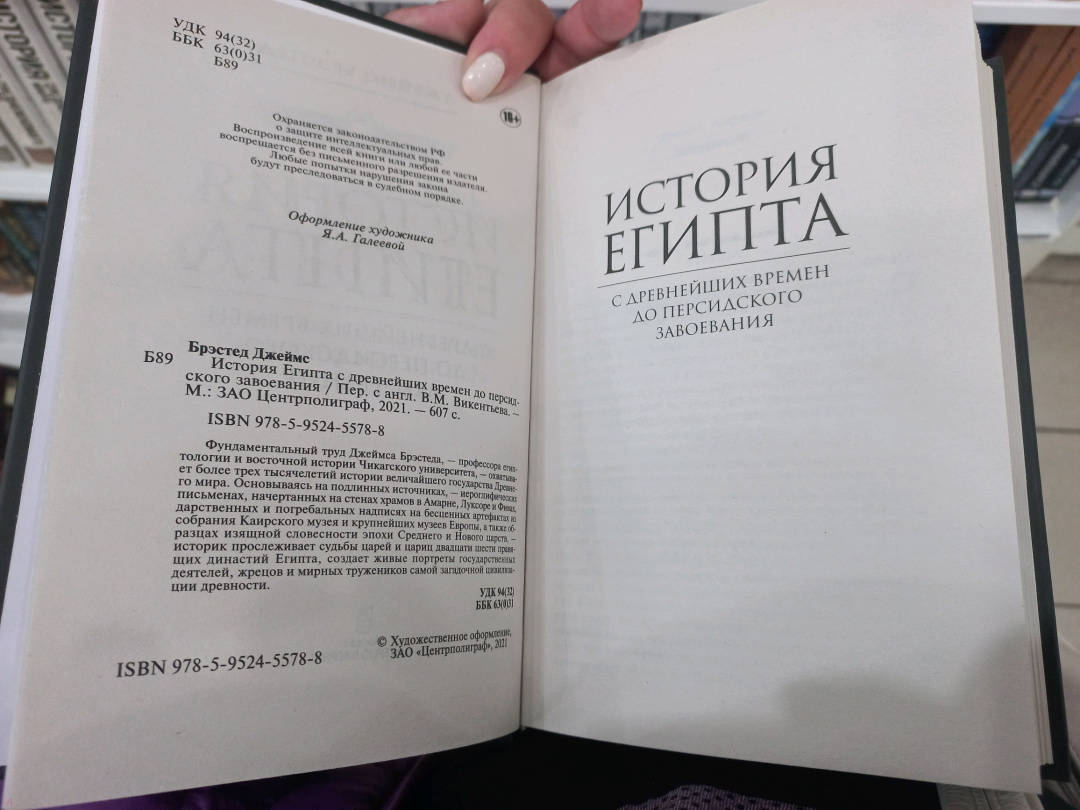 УДК 94(32)
ББК 63(0)31
Б89
18+
Охраняется законодательством РФ
о защите интеллектуальных прав.
Воспроизведение всей книги или любой ее части
воспрещается без письменного разрешения издателя.
Любые попытки нарушения закона
будут преследоваться в судебном порядке.
Оформление художника
Я.А. Галеевой
Брэстед Джеймс
Б89 История Египта с древнейших времен до персид-
ского завоевания / Пер. с англ. В.М. Викентьева. —
М.: ЗАО Центрполиграф, 2021. — 607 с.
ISBN 978-5-9524-5578-8
Фундаментальный труд Джеймса Брэстеда, — профессора егип-
тологии и восточной истории Чикагского университета, — охватыва-
ет более трех тысячелетий истории величайшего государства Древне-
го мира. Основываясь на подлинных источниках, — иероглифических
письменах, начертанных на стенах храмов в Амарне, Луксоре и Фивах,
дарственных и погребальных надписях на бесценных артефактах из
собрания Каирского музея и крупнейших музеев Европы, а также об-
разцах изящной словесности эпохи Среднего и Нового царств, —
историк прослеживает судьбы царей и цариц двадцати шести правя-
щих династий Египта, создает живые портреты государственных
деятелей, жрецов и мирных тружеников самой загадочной цивилиза-
ции древности.
УДК 94(32)
ББК 63(0)31
© Художественное оформление,
ЗАО «Центрполиграф», 2021
ISBN 978-5-9524-5578-8
ИСТОРИЯ
ЕГИПТА
С ДРЕВНЕЙШИХ ВРЕМЕН
ДО ПЕРСИДСКОГО
ЗАВОЕВАНИЯ